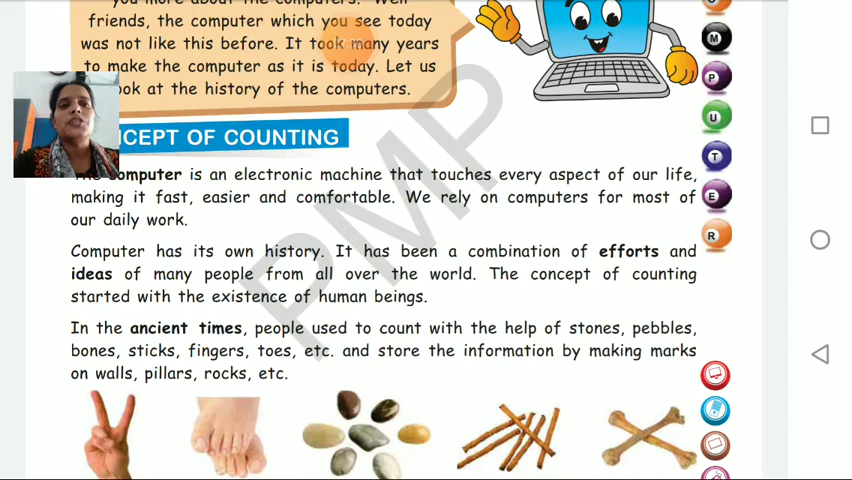 you more about the computers. Well
friends, the computer which you see today
was not like this before. It took many years
to make the computer as it is today. Let us
look at the history of the computers.
M
P
U
T
E
R
CEPT OF COUNTING
computer is an electronic machine that touches every aspect of our life,
making it fast, easier and comfortable. We rely on computers for most of
our daily work.
Computer has its own history. It has been a combination of efforts and
ideas of many people from all over the world. The concept of counting
started with the existence of human beings.
In the ancient times, people used to count with the help of stones, pebbles,
bones, sticks, fingers, toes, etc. and store the information by making marks
on walls, pillars, rocks, etc.
PMP